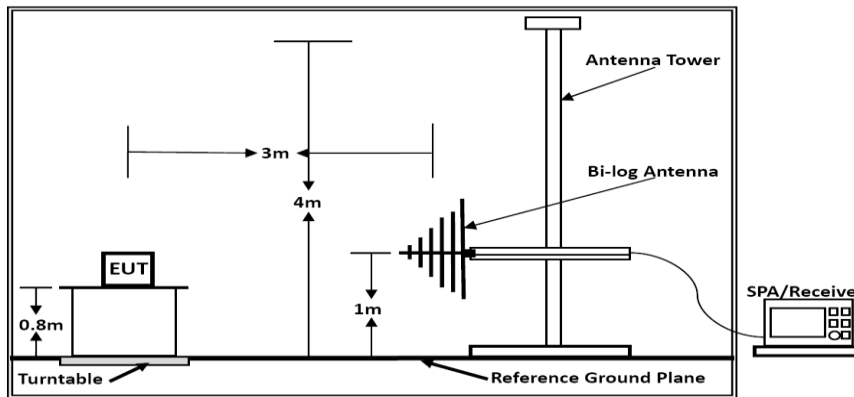 Antenna Tower
3m
Bi-log Antenna
4m
EUT
SPA/Receive
0.8m
1m
Turntable
Reference Ground Plane